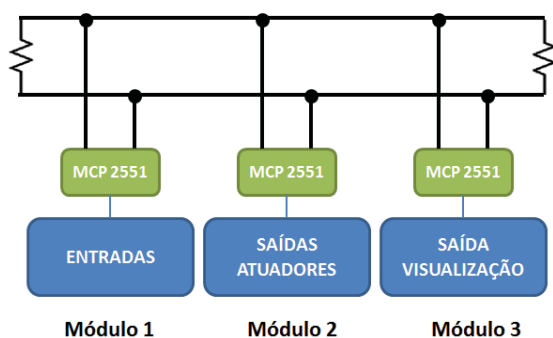 MCP 2551 MCP 2551 MCP 2551
ENTRADAS
SAÍDAS
ATUADORES
SAÍDA
VISUALIZAÇÃO
Módulo 1 Módulo 2 Módulo 3